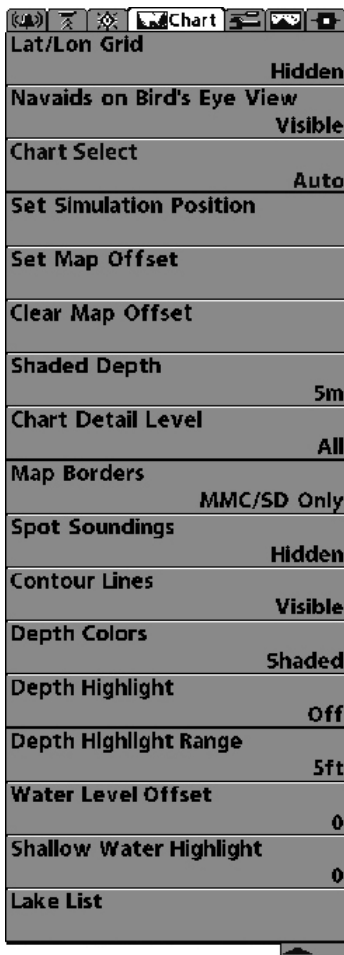 Chart
Lat/Lon Grid
Hidden
Navaids on Bird's Eye View
Visible
Chart Select
Auto
Set Simulation Position
Set Map Offset
Clear Map Offset
Shaded Depth
5m
Chart Detail Level
All
Map Borders
MMC/SD Only
Spot Soundings
Hidden
Contour Lines
Visible
Depth Colors
Shaded
Depth Highlight
Off
Depth Highlight Range
5ft
Water Level Offset
0
Shallow Water Highlight
0
Lake List